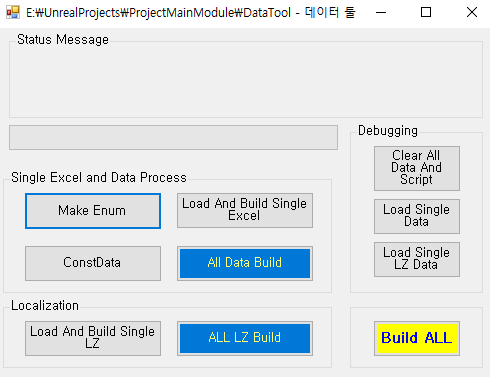 E:₩UnrealProjects₩ProjectMainModule₩DataTool - 데이터 툴
Status Message
Debugging
Clear All
Data And
Script
Single Excel and Data Process
Make Enum
Load And Build Single
Excel
Load Single
Data
ConstData
All Data Build
Load Single
LZ Data
Localization
Load And Build Single
LZ
ALL LZ Build
Build ALL